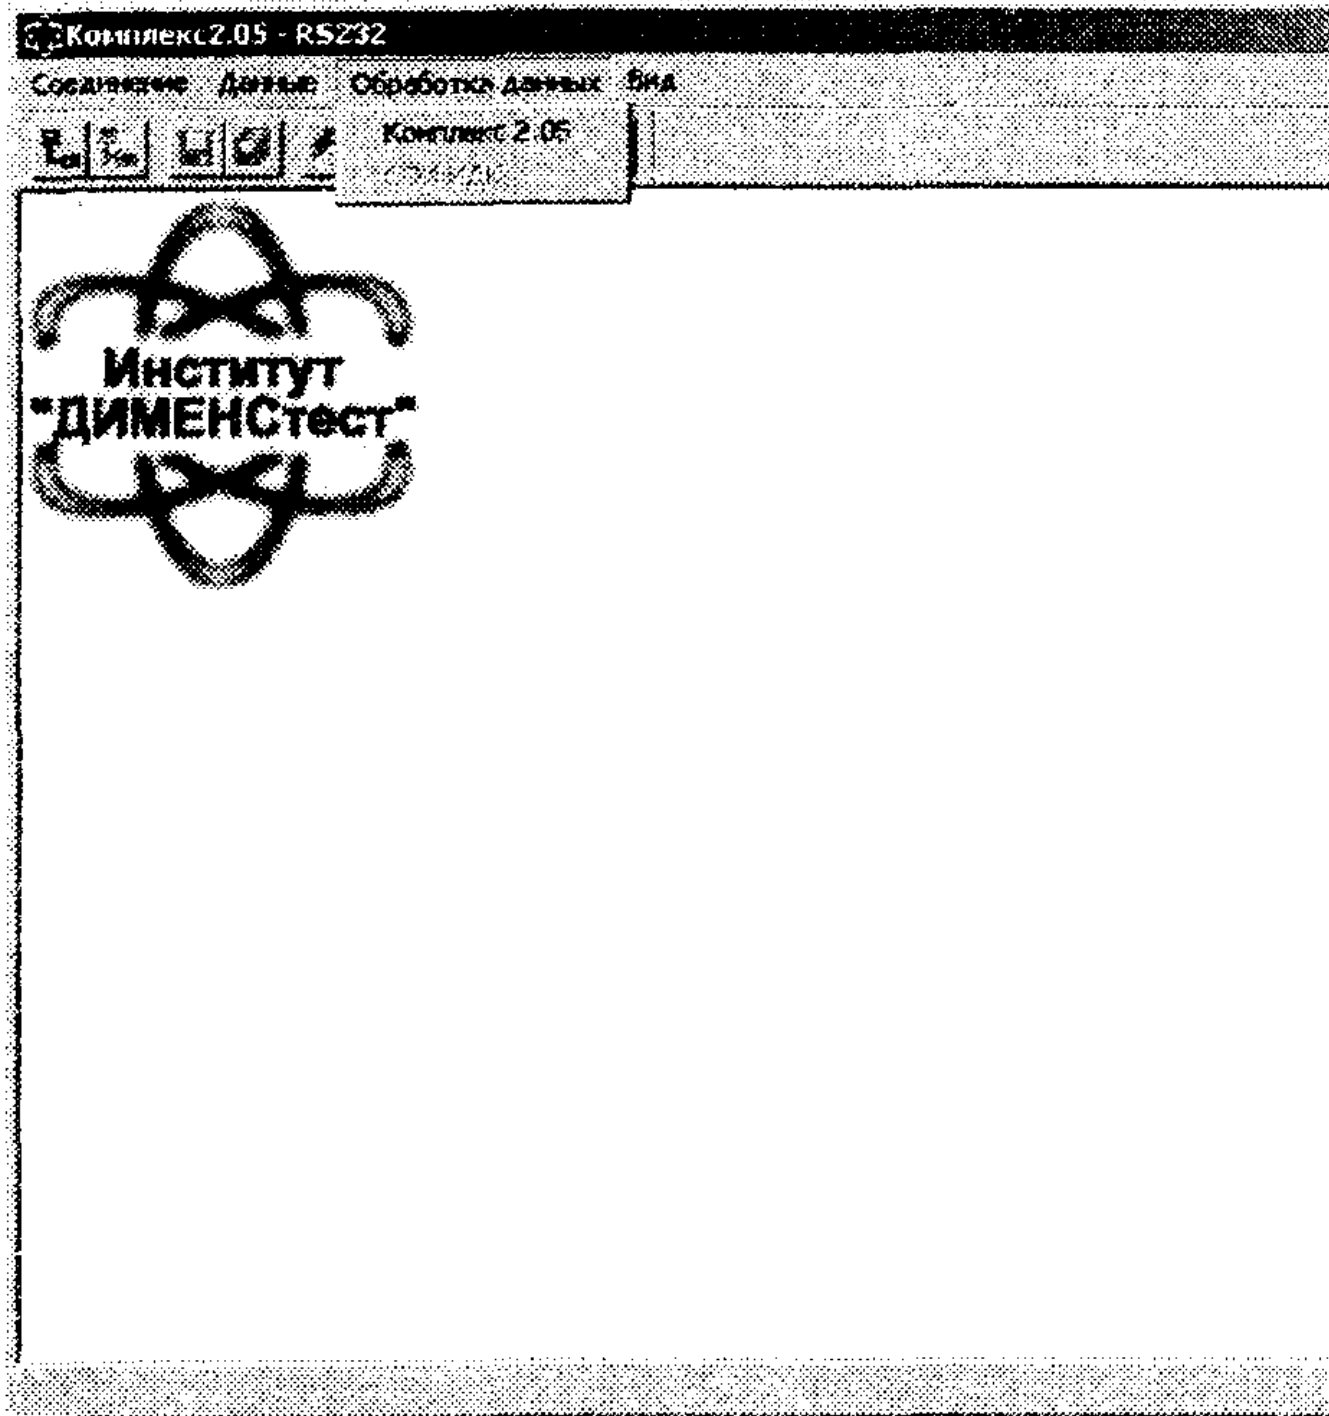 Комплекс2.05 - RS232
Соединение Данные Обработка данных Вид
Комплекс 2.05
Институт
"ДИМЕНСтест"